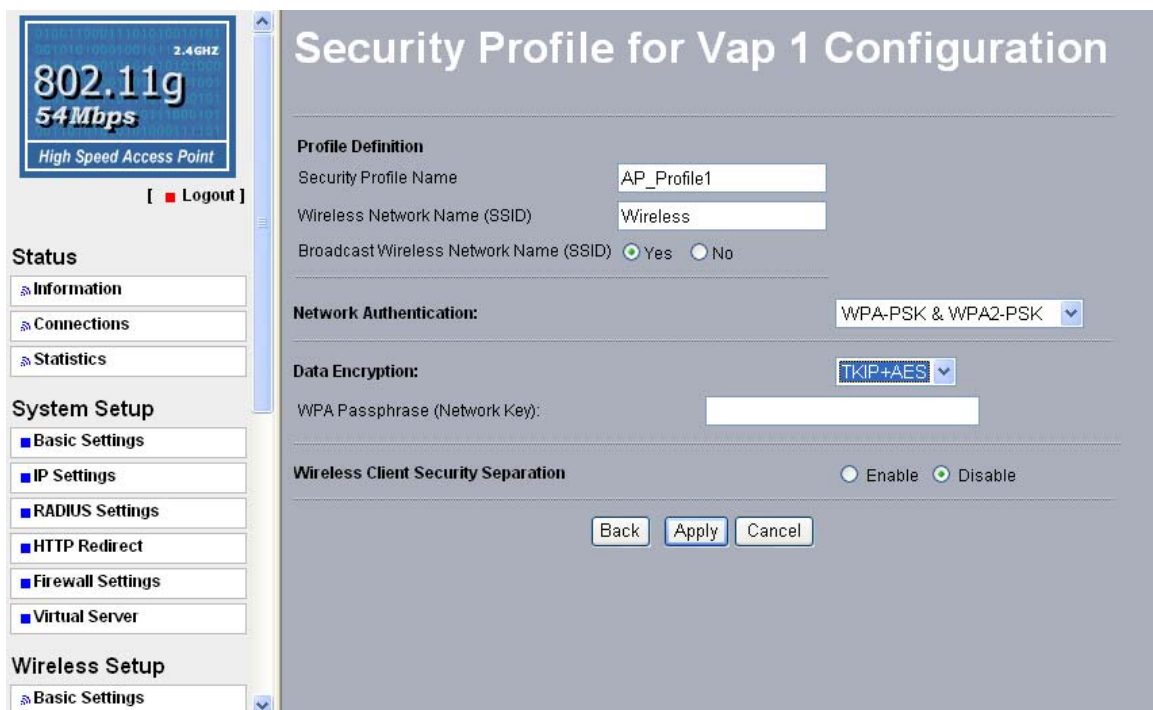 2.4GHZ
802.11g
54Mbps
High Speed Access Point
[ Logout ]
Status
Information
Connections
Statistics
System Setup
Basic Settings
IP Settings
RADIUS Settings
HTTP Redirect
Firewall Settings
Virtual Server
Wireless Setup
Basic Settings
Security Profile for Vap 1 Configuration
Profile Definition
Security Profile Name AP_Profile1
Wireless Network Name (SSID) Wireless
Broadcast Wireless Network Name (SSID) Yes No
Network Authentication: WPA-PSK & WPA2-PSK
Data Encryption: TKIP+AES
WPA Passphrase (Network Key):
Wireless Client Security Separation Enable Disable
Back Apply Cancel